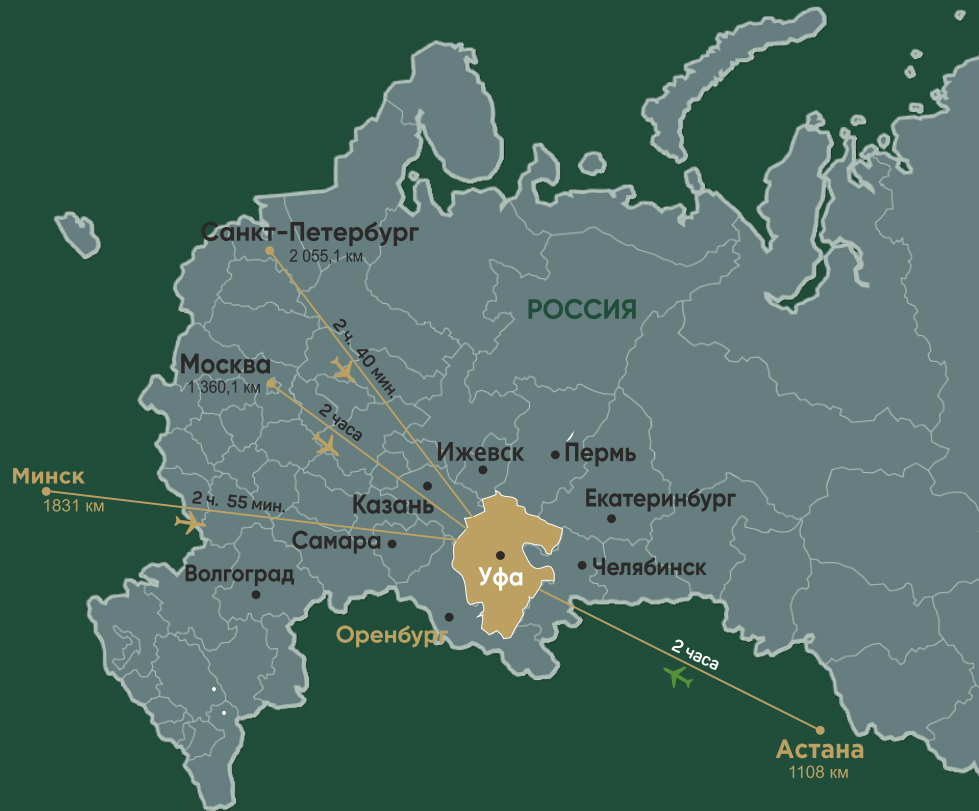 Санкт-Петербург
2 055,1 км
РОССИЯ
2 ч. 40 мин.
Москва
1 360,1 км
2 часа
Ижевск
Пермь
Минск
1831 км
2 ч. 55 мин.
Казань
Екатеринбург
Самара
Волгоград
Уфа
Челябинск
Оренбург
2 часа
Астана
1108 км